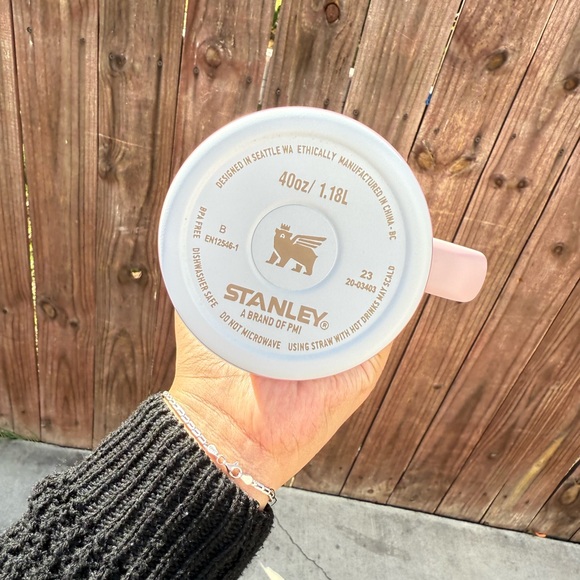 DESIGNED IN SEATTLE WA ETHICALLY MANUFACTURED IN CHINA • BC
40oz/ 1.18L
BPA FREE
B
EN12546-1
23
20-03403
STANLEY®
A BRAND OF PMI
DISHWASHER SAFE DO NOT MICROWAVE USING STRAW WITH HOT DRINKS MAY SCALD